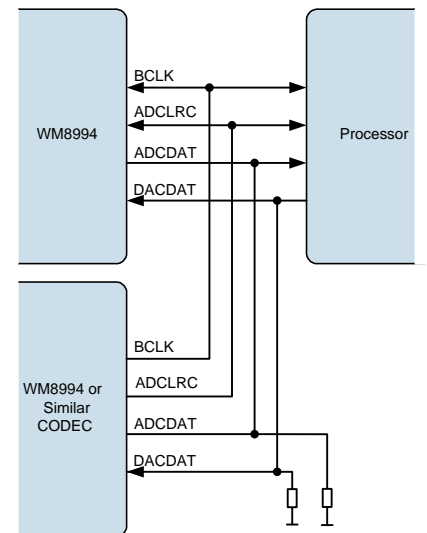 BCLK
ADCLRC
WM8994
Processor
ADCDAT
DACDAT
BCLK
WM8994 or
Similar
CODEC
ADCLRC
ADCDAT
DACDAT